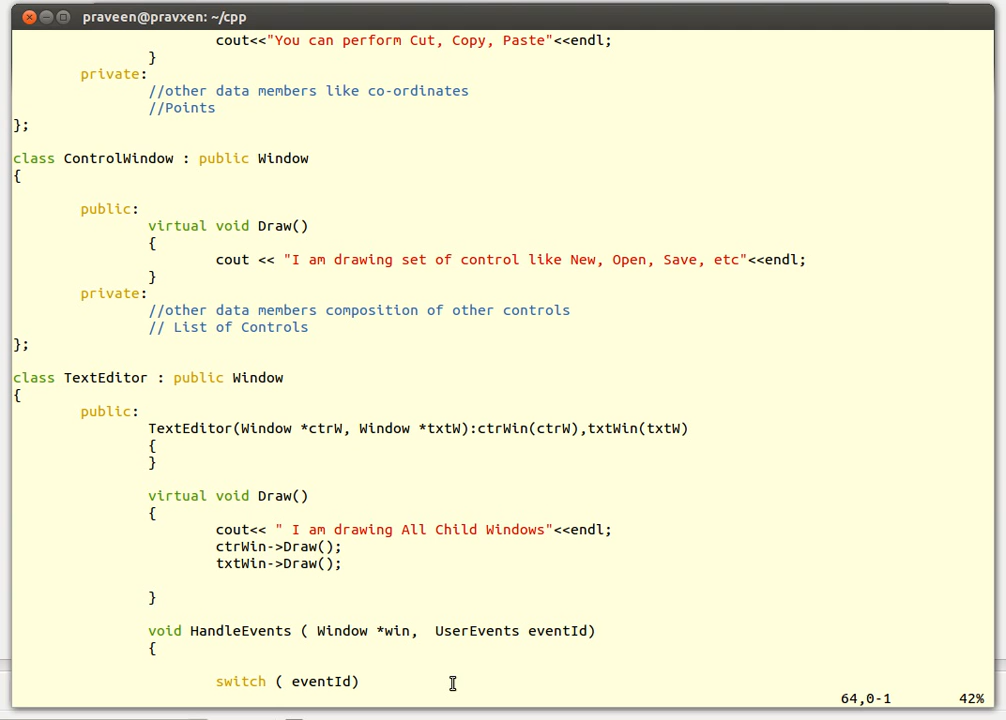 praveen@pravxen: ~/cpp
cout<<"You can perform Cut, Copy, Paste"<<endl;
}
private:
//other data members like co-ordinates
//Points
};
class ControlWindow : public Window
{
public:
virtual void Draw()
{
cout << "I am drawing set of control like New, Open, Save, etc"<<endl;
}
private:
//other data members composition of other controls
// List of Controls
};
class TextEditor : public Window
{
public:
TextEditor(Window *ctrW, Window *txtW):ctrWin(ctrW),txtWin(txtW)
{
}
virtual void Draw()
{
cout<< " I am drawing All Child Windows"<<endl;
ctrWin->Draw();
txtWin->Draw();
}
void HandleEvents ( Window *win,  UserEvents eventId)
{
switch ( eventId)
64,0-1 42%